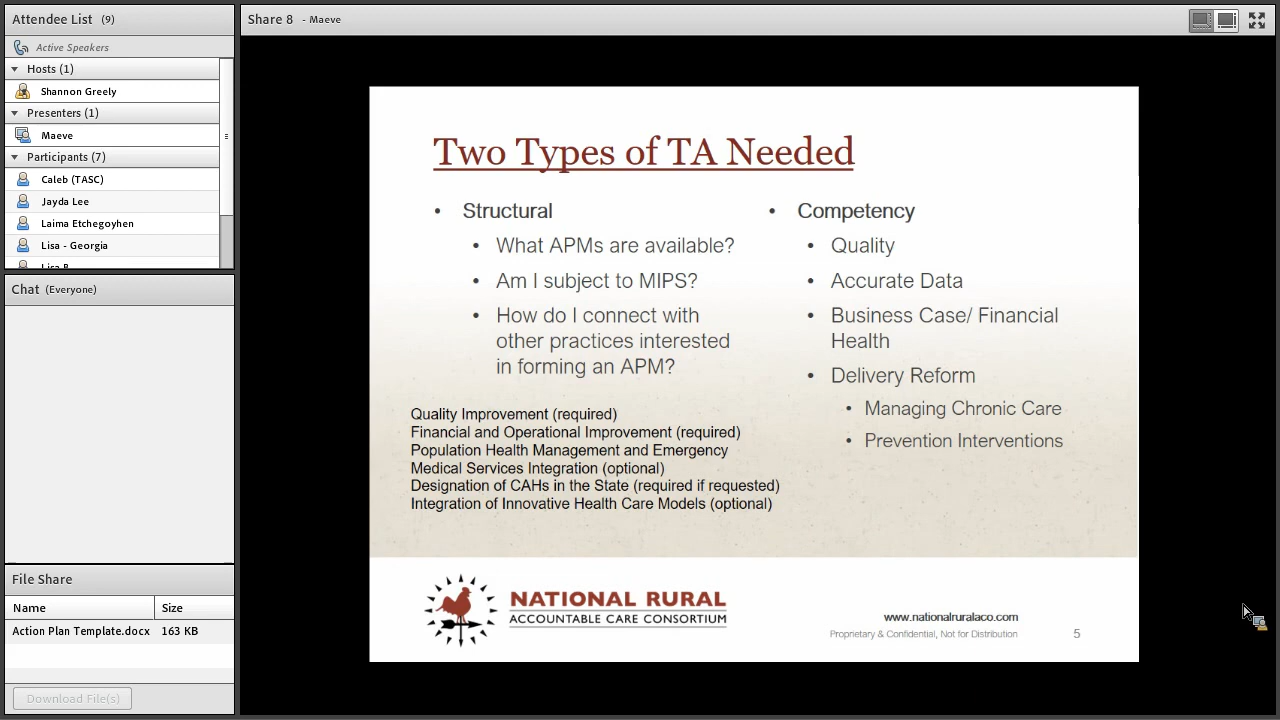 Attendee List (9)
Active Speakers
Hosts (1)
Shannon Greely
Presenters (1)
Maeve
Participants (7)
Caleb (TASC)
Jayda Lee
Laima Etchegoyhen
Lisa - Georgia
Lisa B
Chat (Everyone)
File Share
Name Size
Action Plan Template.docx 163 KB
Download File(s)
Share 8 - Maeve
Two Types of TA Needed
• Structural
• What APMs are available?
• Am I subject to MIPS?
• How do I connect with
other practices interested
in forming an APM?
Quality Improvement (required)
Financial and Operational Improvement (required)
Population Health Management and Emergency
Medical Services Integration (optional)
Designation of CAHs in the State (required if requested)
Integration of Innovative Health Care Models (optional)
• Competency
• Quality
• Accurate Data
• Business Case/ Financial
Health
• Delivery Reform
• Managing Chronic Care
• Prevention Interventions
NATIONAL RURAL
ACCOUNTABLE CARE CONSORTIUM
www.nationalruralaco.com
Proprietary & Confidential, Not for Distribution
5